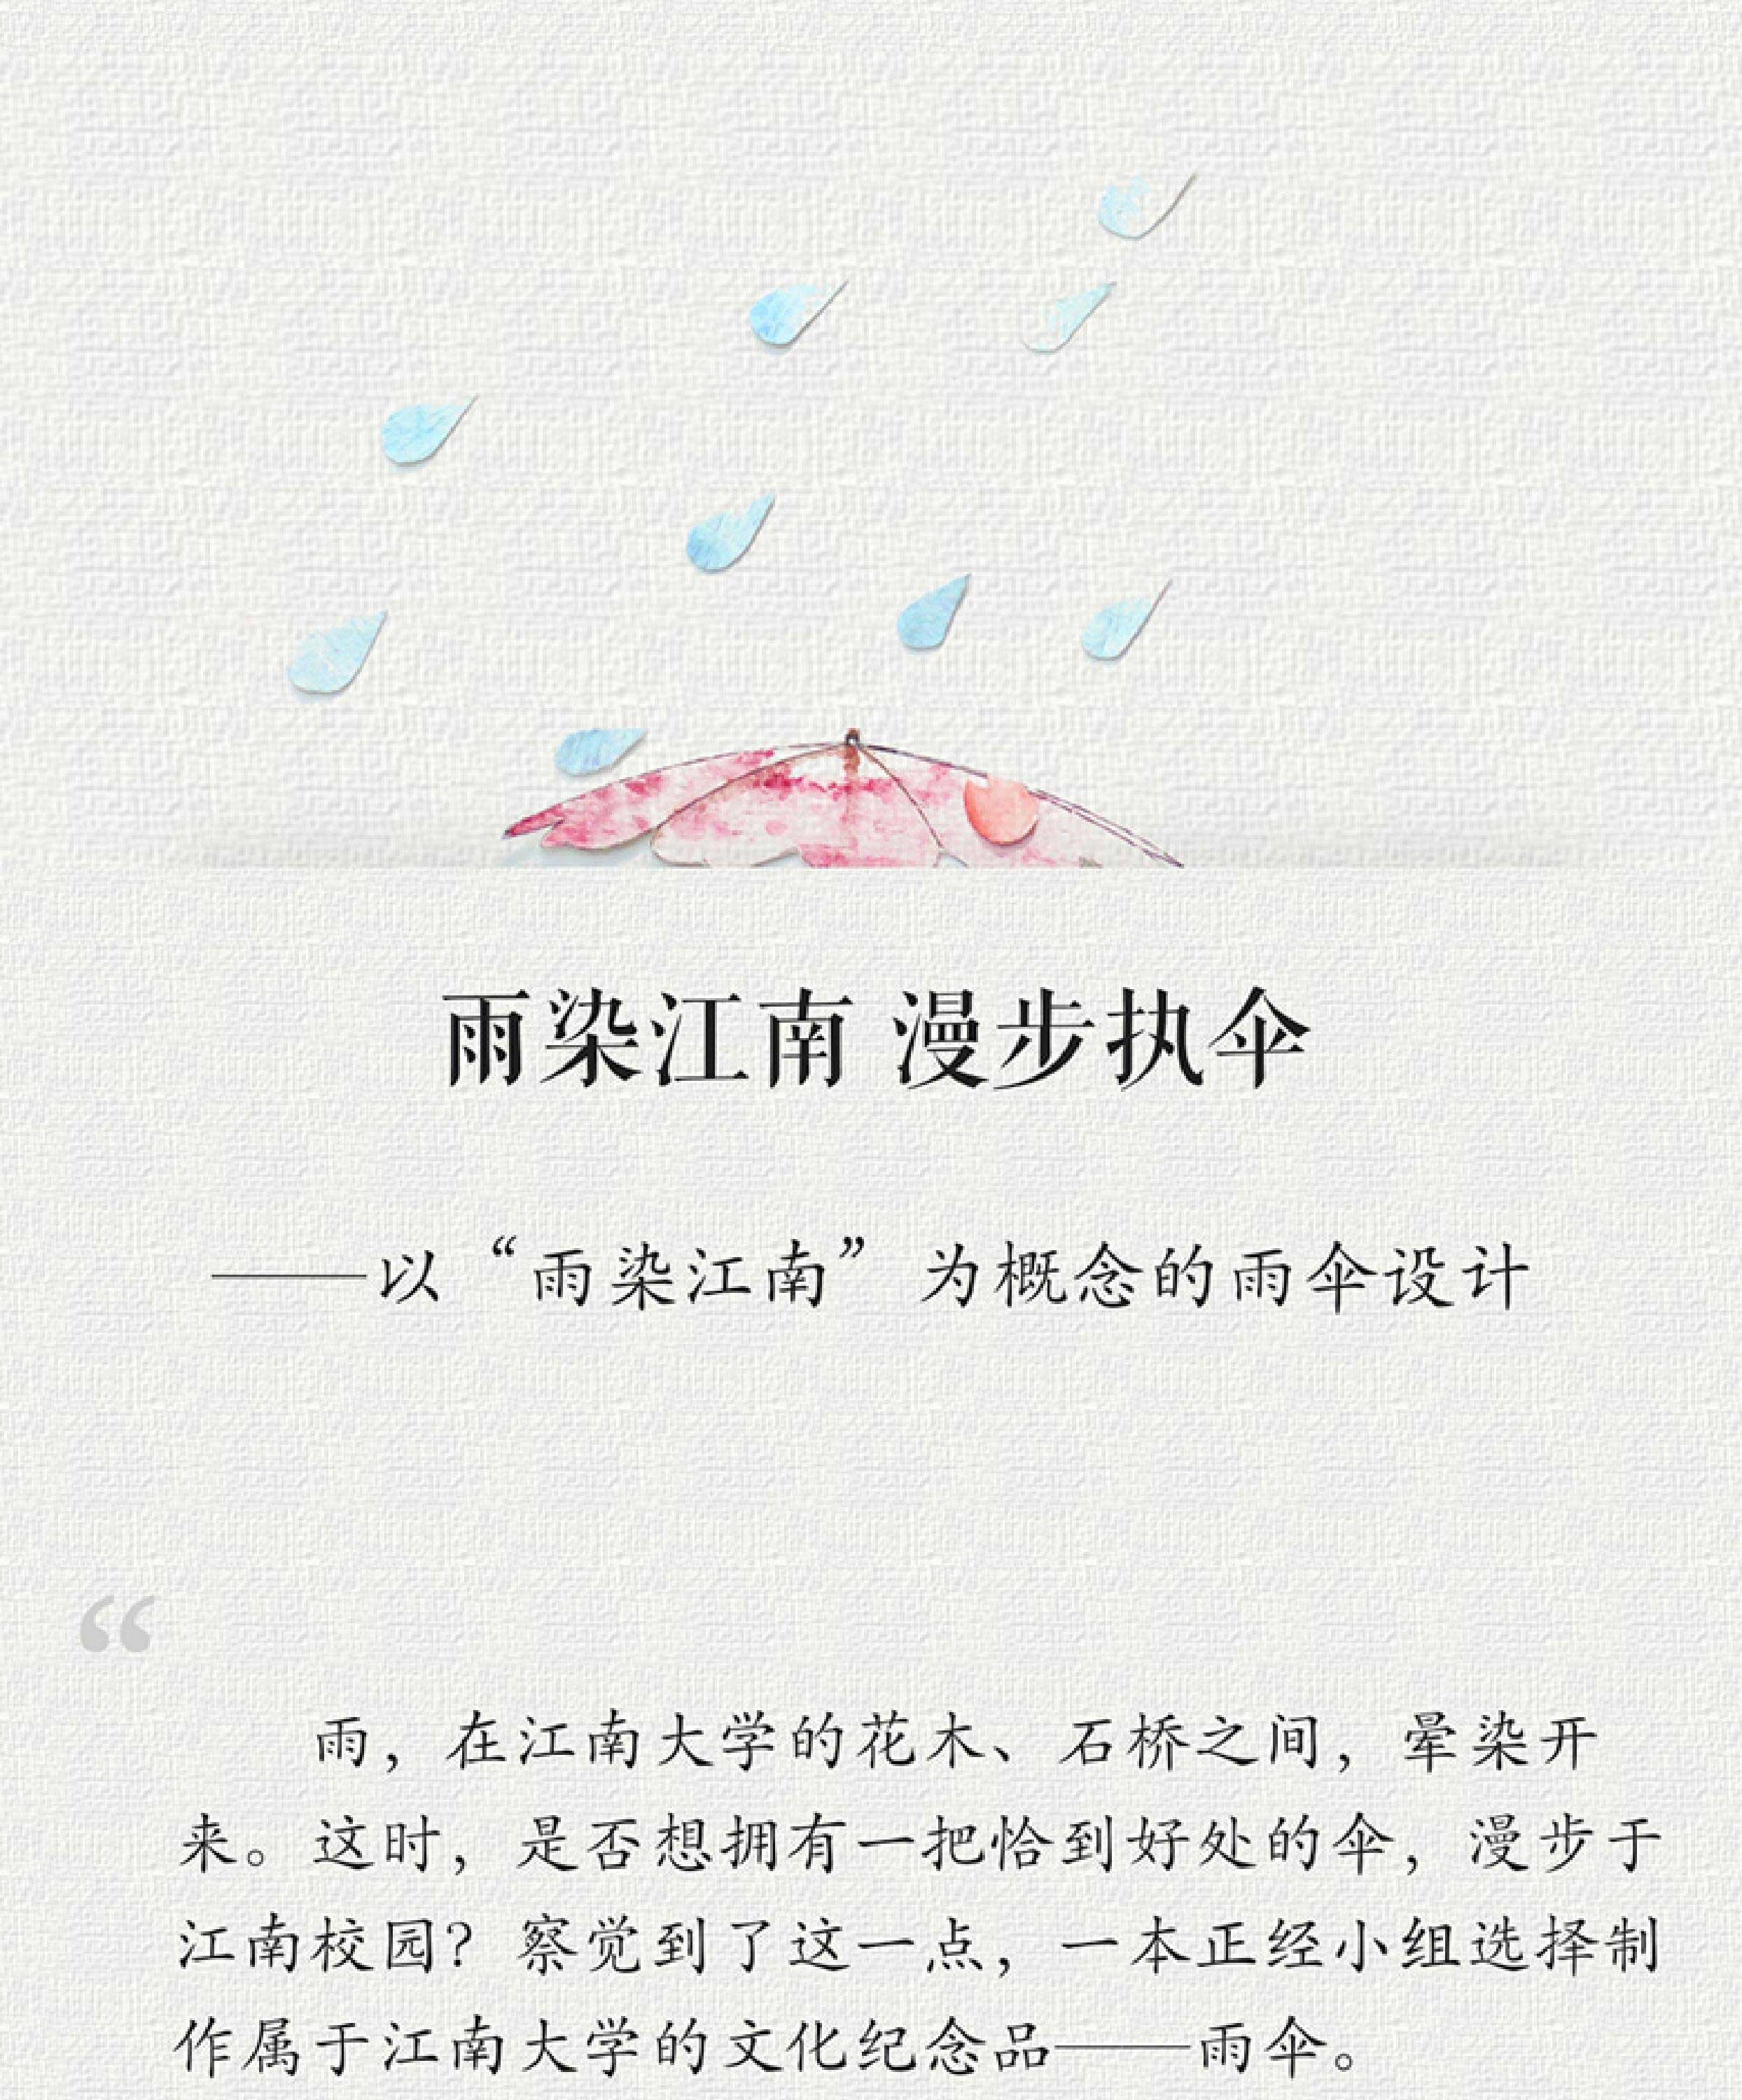 雨染江南 漫步执伞
——以“雨染江南”为概念的雨伞设计
“
雨，在江南大学的花木、石桥之间，晕染开
来。这时，是否想拥有一把恰到好处的伞，漫步于
江南校园？察觉到了这一点，一本正经小组选择制
作属于江南大学的文化纪念品——雨伞。